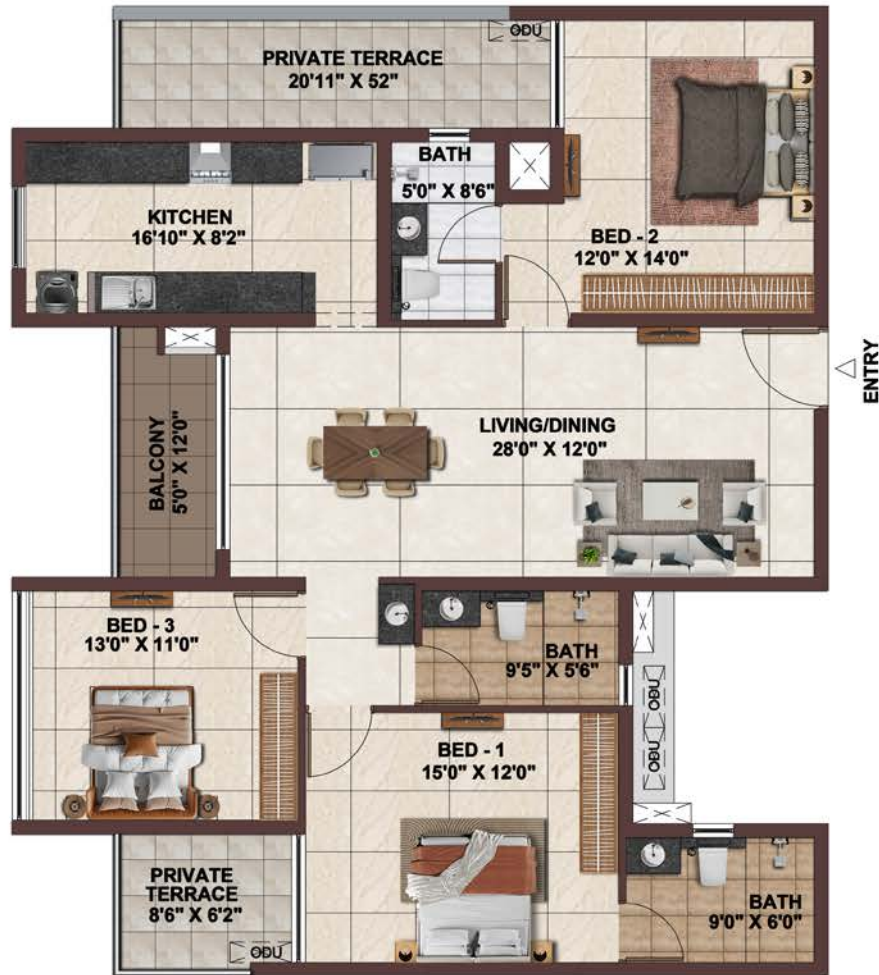 ODU
PRIVATE TERRACE
20'11" X 52"
BATH
5'0" X 8'6"
KITCHEN
16'10" X 8'2"
BED - 2
12'0" X 14'0"
ENTRY
LIVING/DINING
28'0" X 12'0"
BALCONY
5'0" X 12'0"
BED - 3
13'0" X 11'0"
BATH
9'5" X 5'6"
ODU
ODU
BED - 1
15'0" X 12'0"
PRIVATE
TERRACE
8'6" X 6'2"
BATH
9'0" X 6'0"
ODU